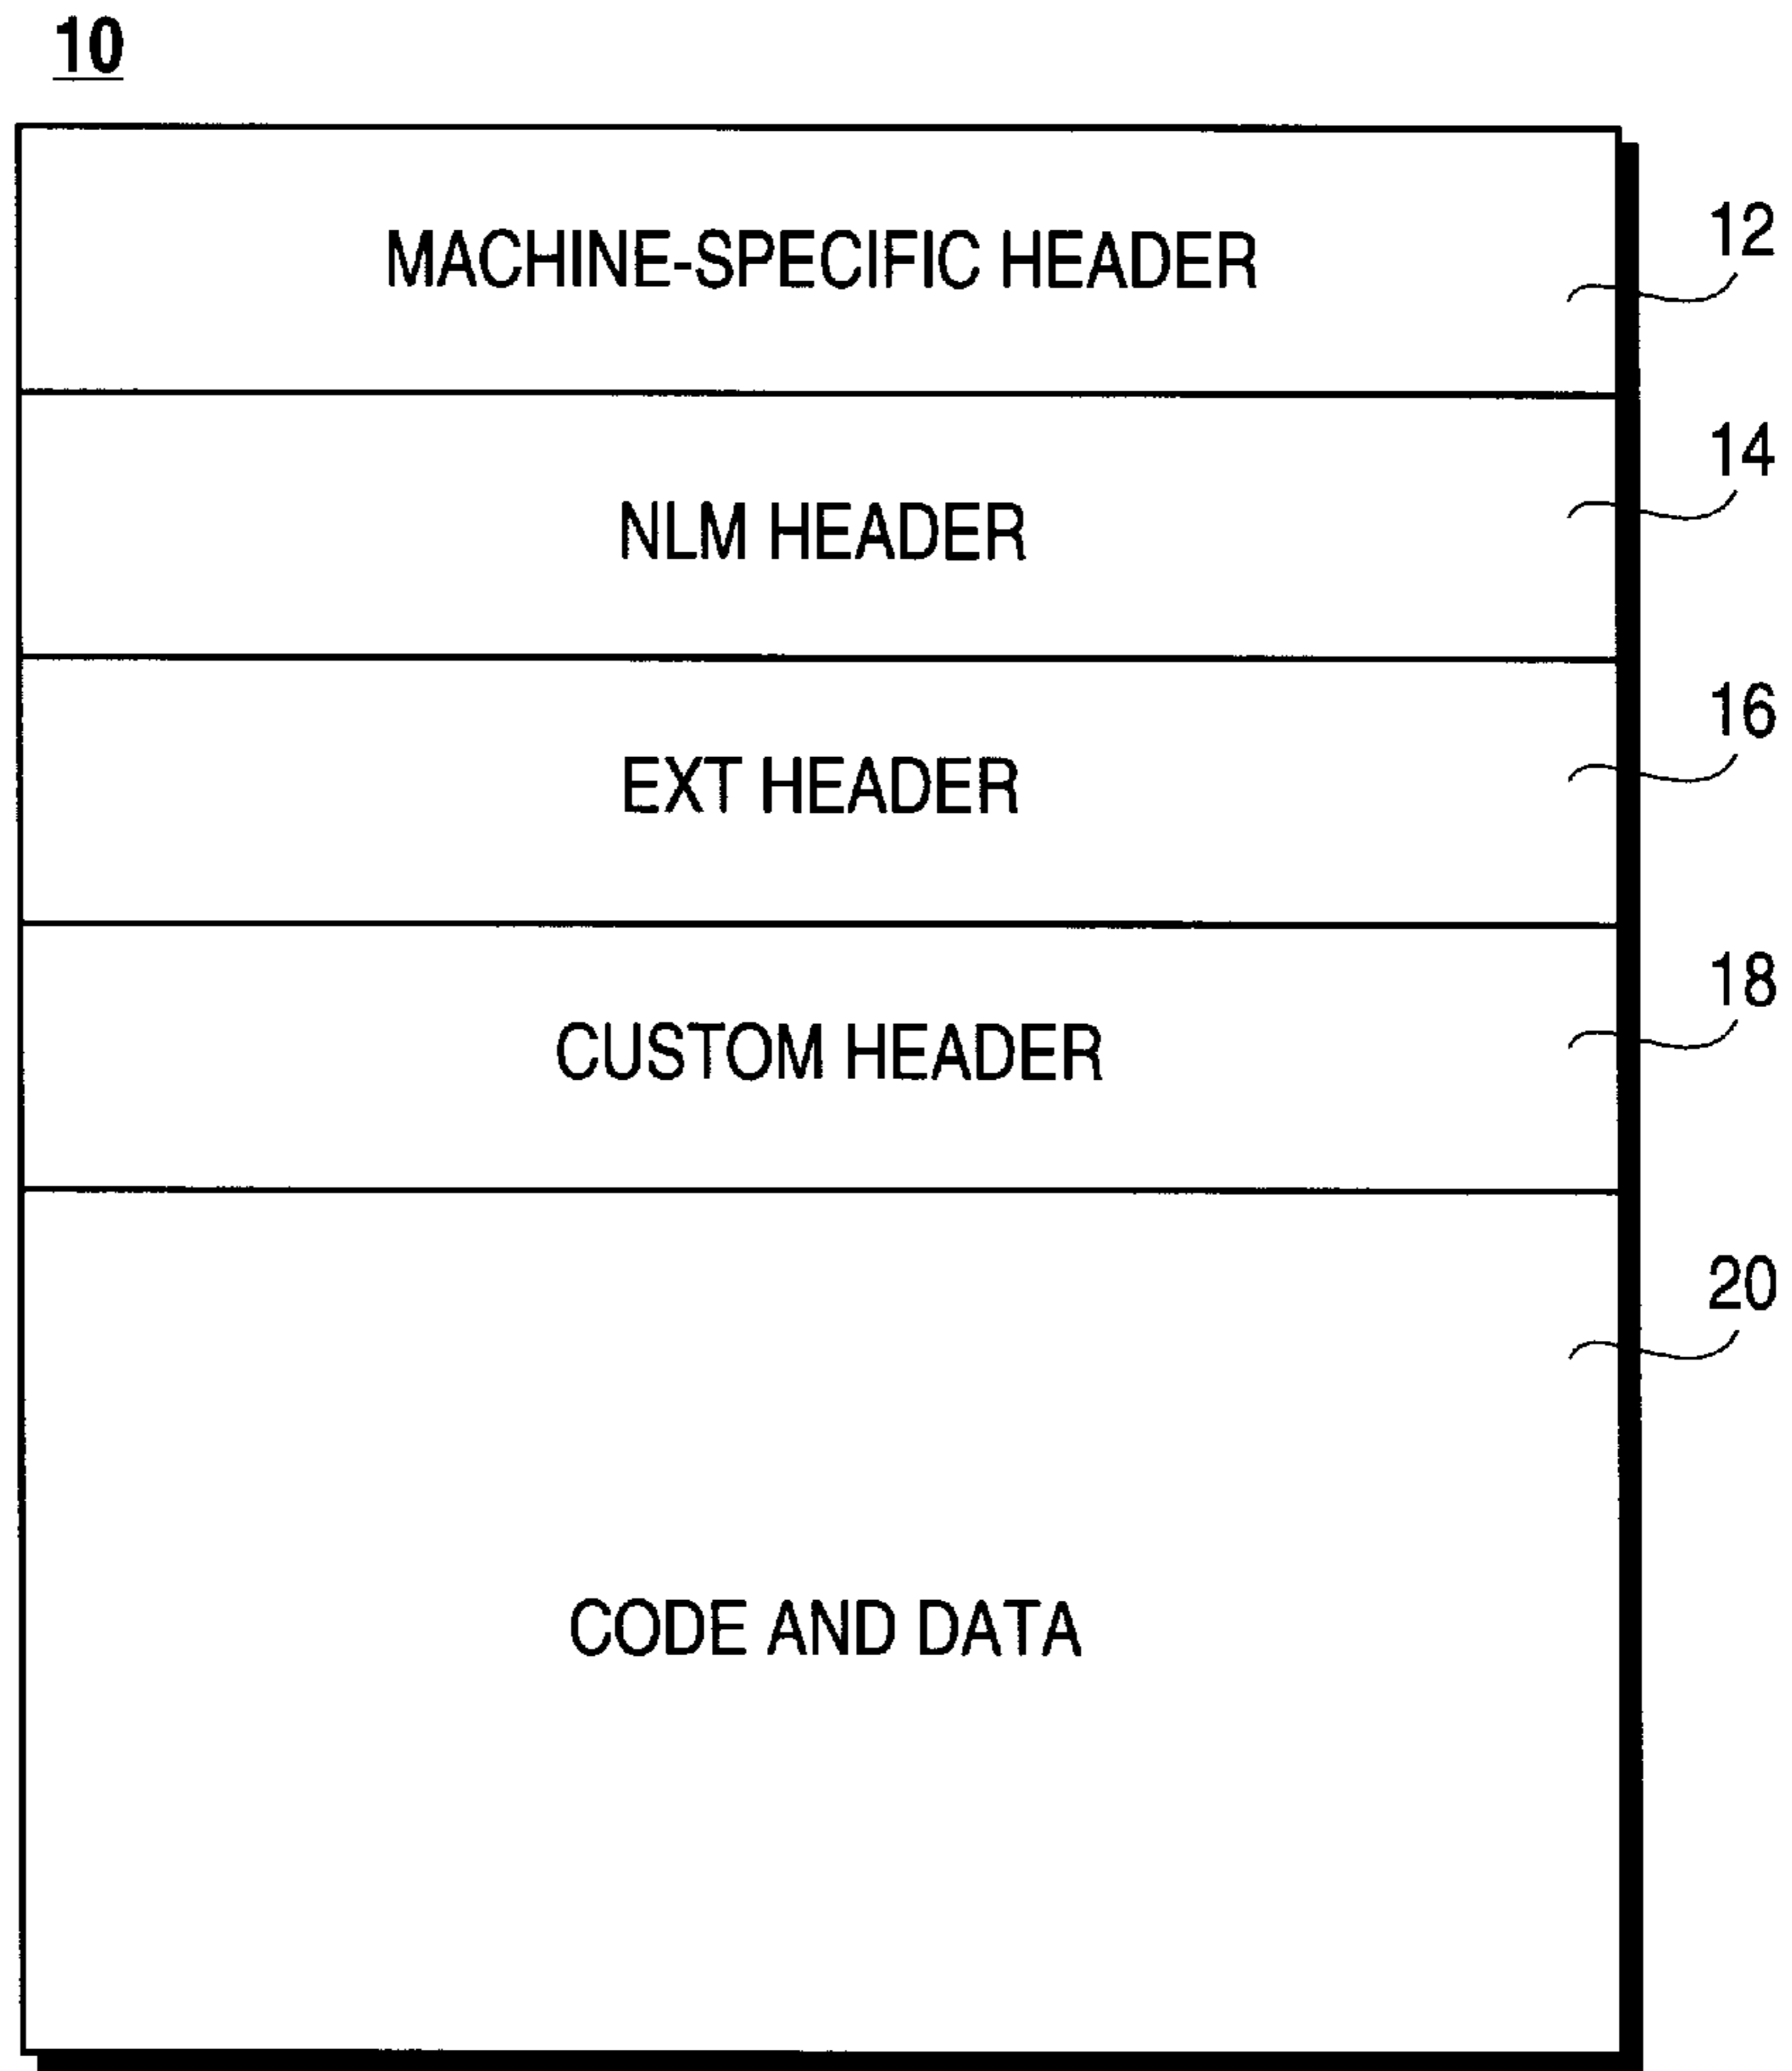 10
MACHINE-SPECIFIC HEADER
12
NLM HEADER
14
EXT HEADER
16
CUSTOM HEADER
18
20
CODE AND DATA